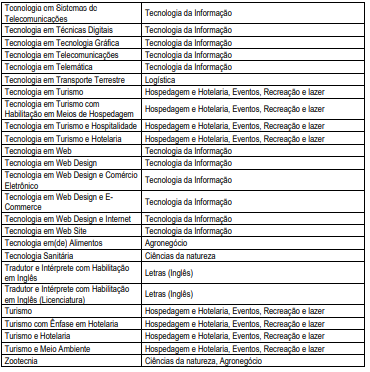 Tecnologia em Sistemas de Tecnologia da Informação
Telecomunicações
Tecnologia em Técnicas Digitais Tecnologia da Informação
Tecnologia em Tecnologia Gráfica Tecnologia da Informação
Tecnologia em Telecomunicações Tecnologia da Informação
Tecnologia em Telemática Tecnologia da Informação
Tecnologia em Transporte Terrestre Logística
Tecnologia em Turismo Hospedagem e Hotelaria, Eventos, Recreação e lazer
Tecnologia em Turismo com Hospedagem e Hotelaria, Eventos, Recreação e lazer
Habilitação em Meios de Hospedagem
Tecnologia em Turismo e Hospitalidade Hospedagem e Hotelaria, Eventos, Recreação e lazer
Tecnologia em Turismo e Hotelaria Hospedagem e Hotelaria, Eventos, Recreação e lazer
Tecnologia em Web Tecnologia da Informação
Tecnologia em Web Design Tecnologia da Informação
Tecnologia em Web Design e Comércio Tecnologia da Informação
Eletrônico
Tecnologia em Web Design e E- Tecnologia da Informação
Commerce
Tecnologia em Web Design e Internet Tecnologia da Informação
Tecnologia em Web Site Tecnologia da Informação
Tecnologia em(de) Alimentos Agronegócio
Tecnologia Sanitária Ciências da natureza
Tradutor e Intérprete com Habilitação Letras (Inglês)
em Inglês
Tradutor e Intérprete com Habilitação Letras (Inglês)
em Inglês (Licenciatura)
Turismo Hospedagem e Hotelaria, Eventos, Recreação e lazer
Turismo com Ênfase em Hotelaria Hospedagem e Hotelaria, Eventos, Recreação e lazer
Turismo e Hotelaria Hospedagem e Hotelaria, Eventos, Recreação e lazer
Turismo e Meio Ambiente Hospedagem e Hotelaria, Eventos, Recreação e lazer
Zootecnia Ciências da natureza, Agronegócio